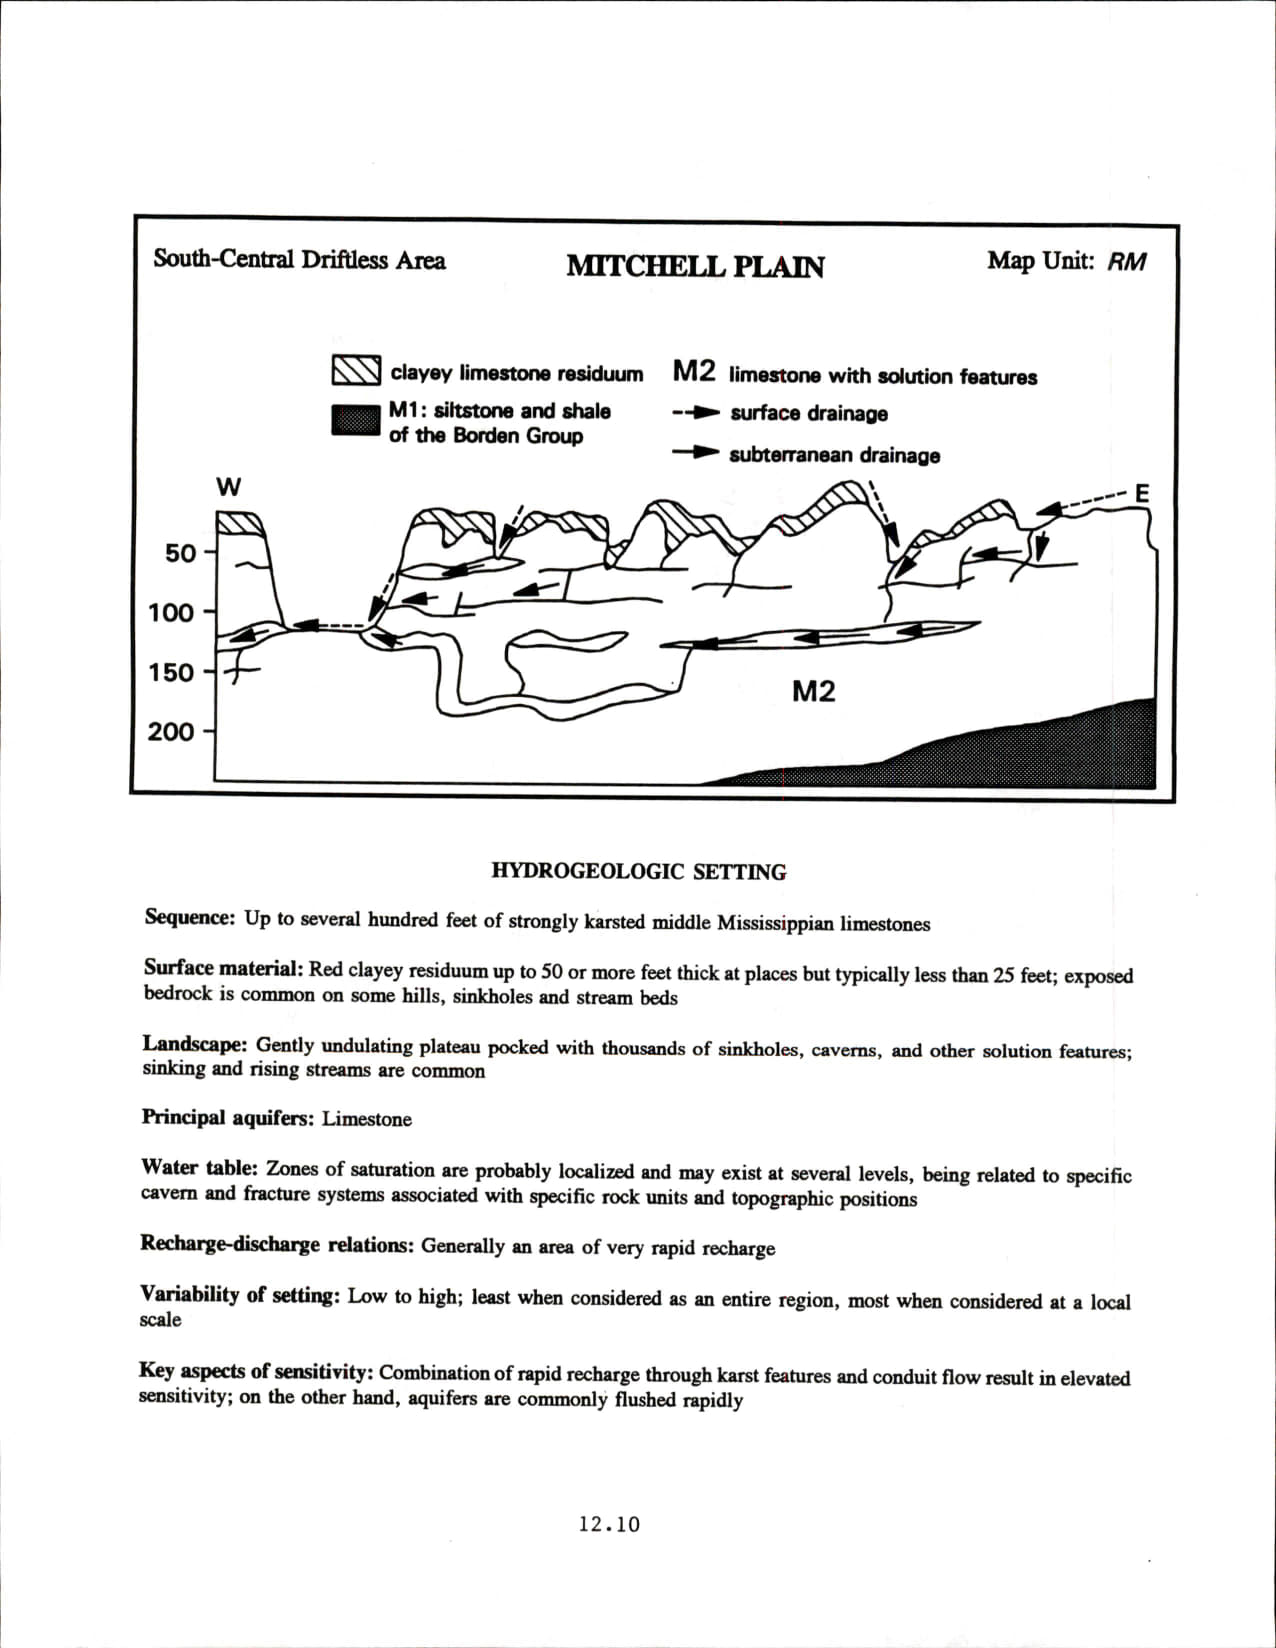 South-Central Driftless Area
MITCHELL PLAIN
Map Unit: RM
clayey limestone residuum
M2 limestone with solution features
M1: siltstone and shale
of the Borden Group
surface drainage
subterranean drainage
W
E
50
100
150
200
M2
HYDROGEOLOGIC SETTING
Sequence: Up to several hundred feet of strongly karsted middle Mississippian limestones
Surface material: Red clayey residuum up to 50 or more feet thick at places but typically less than 25 feet; exposed
bedrock is common on some hills, sinkholes and stream beds
Landscape: Gently undulating plateau pocked with thousands of sinkholes, caverns, and other solution features;
sinking and rising streams are common
Principal aquifers: Limestone
Water table: Zones of saturation are probably localized and may exist at several levels, being related to specific
cavern and fracture systems associated with specific rock units and topographic positions
Recharge-discharge relations: Generally an area of very rapid recharge
Variability of setting: Low to high; least when considered as an entire region, most when considered at a local
scale
Key aspects of sensitivity: Combination of rapid recharge through karst features and conduit flow result in elevated
sensitivity; on the other hand, aquifers are commonly flushed rapidly
12.10